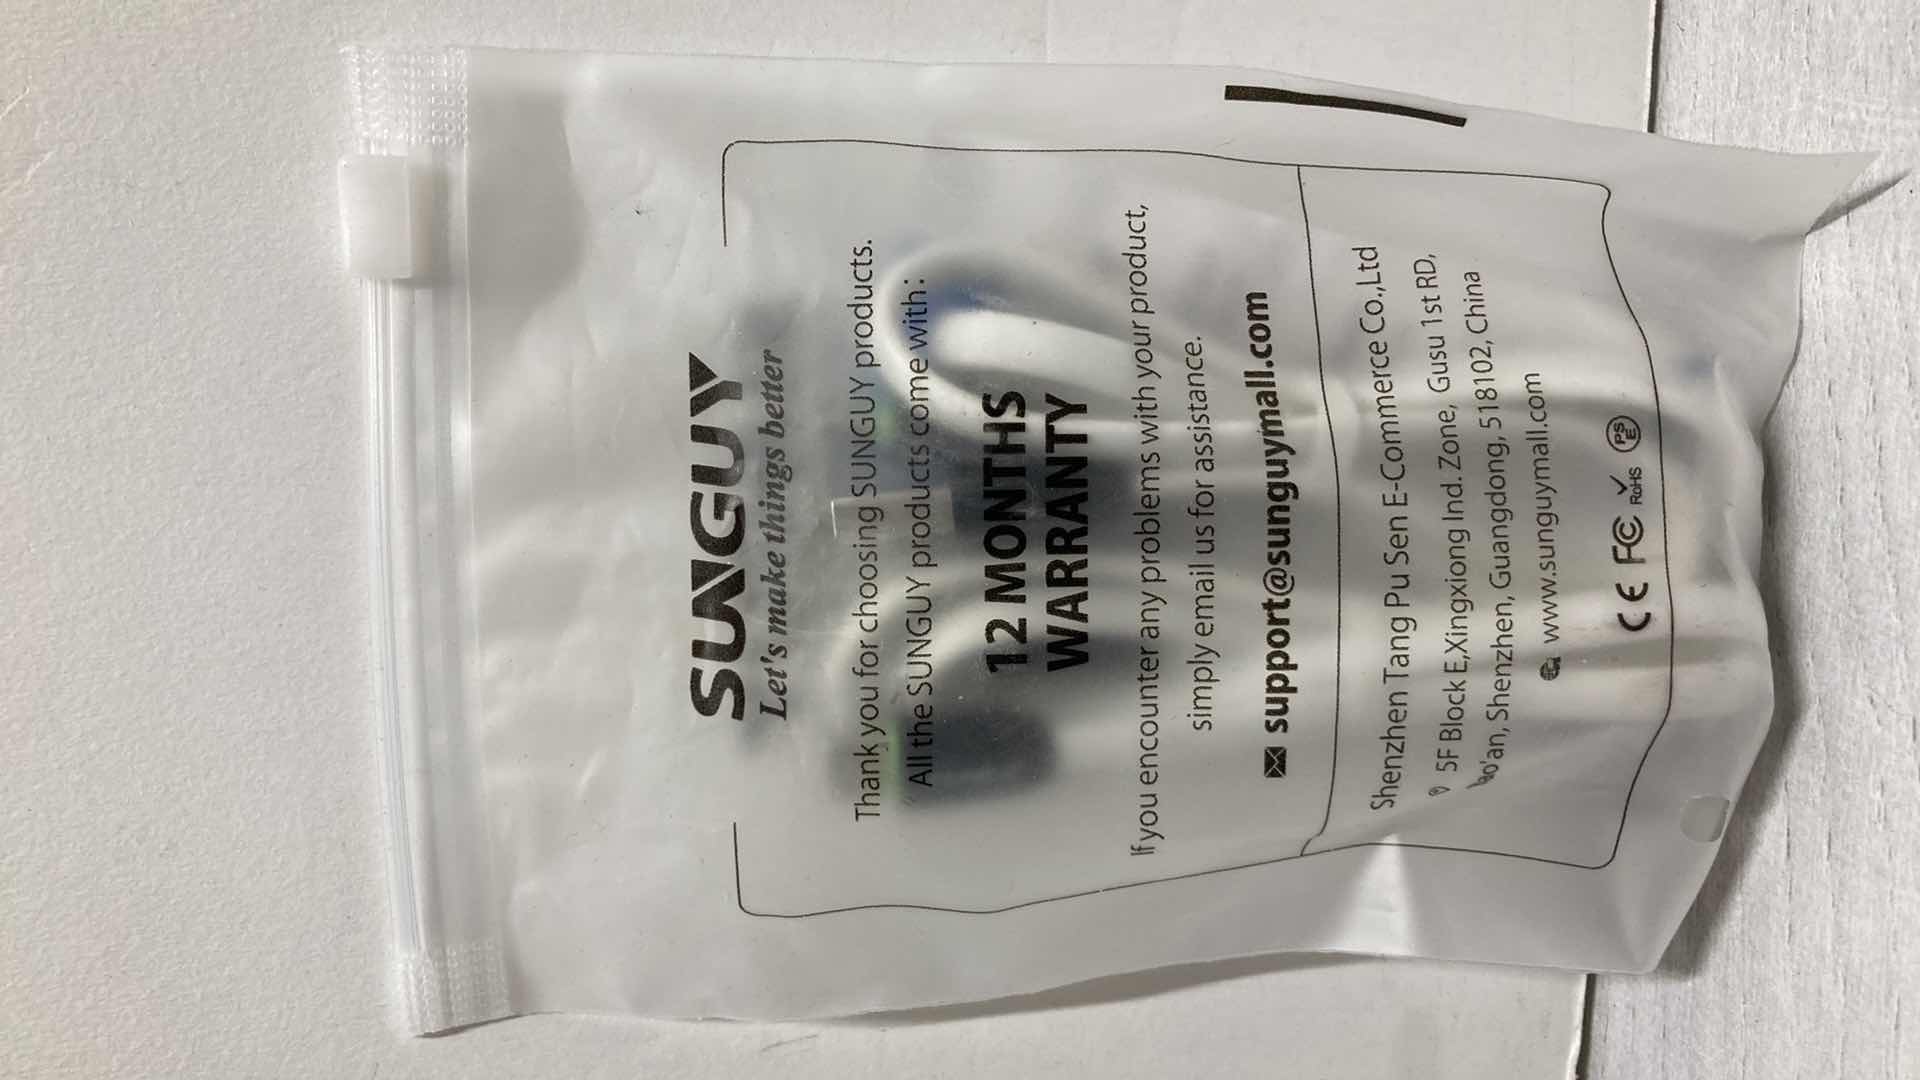 SUNGUY
Let's make things better
Thank you for choosing SUNGUY products.
All the SUNGUY products come with:
12 MONTHS
WARRANTY
If you encounter any problems with your product,
simply email us for assistance.
support@sunguymall.com
Shenzhen Tang Pu Sen E-Commerce Co.,Ltd
5F Block E,Xingxiong Ind. Zone, Gusu 1st RD,
Bao'an, Shenzhen, Guangdong, 518102, China
www.sunguymall.com
CE FC RoHS PSE